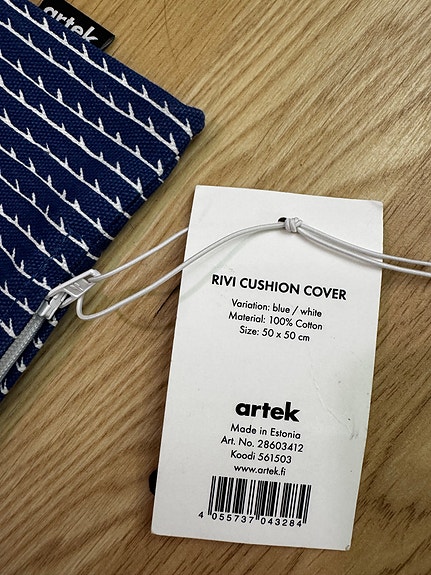 artek
RIVI CUSHION COVER
Variation: blue / white
Material: 100% Cotton
Size: 50 x 50 cm
artek
Made in Estonia
Art. No. 28603412
Koodi 561503
www.artek.fi
4 055737 043284